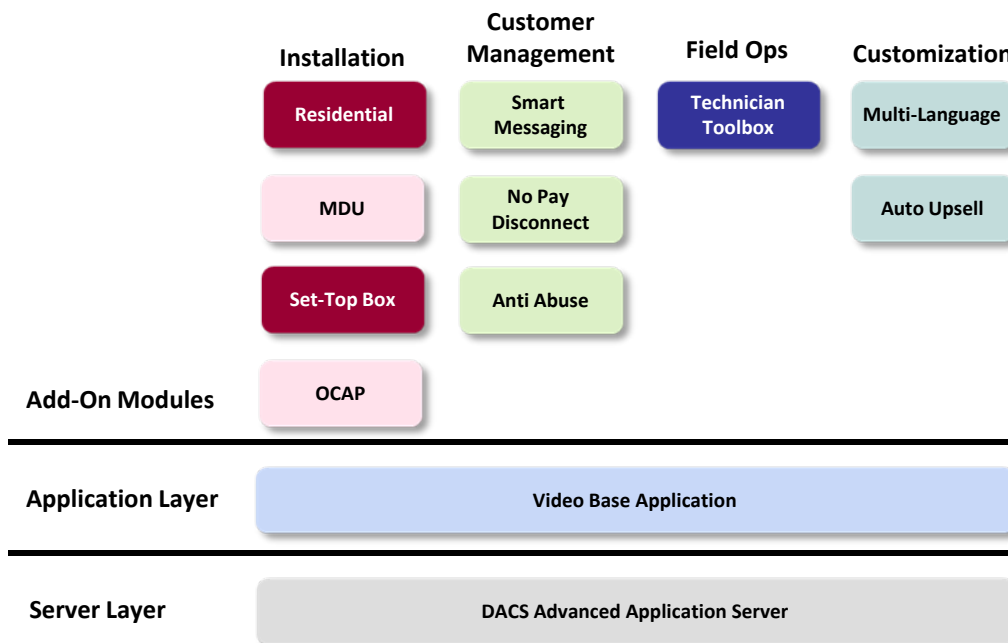 Installation
Customer
Management
Field Ops
Customization
Residential
Smart
Messaging
Technician
Toolbox
Multi-Language
MDU
No Pay
Disconnect
Auto Upsell
Set-Top Box
Anti Abuse
OCAP
Add-On Modules
Application Layer
Video Base Application
Server Layer
DACS Advanced Application Server